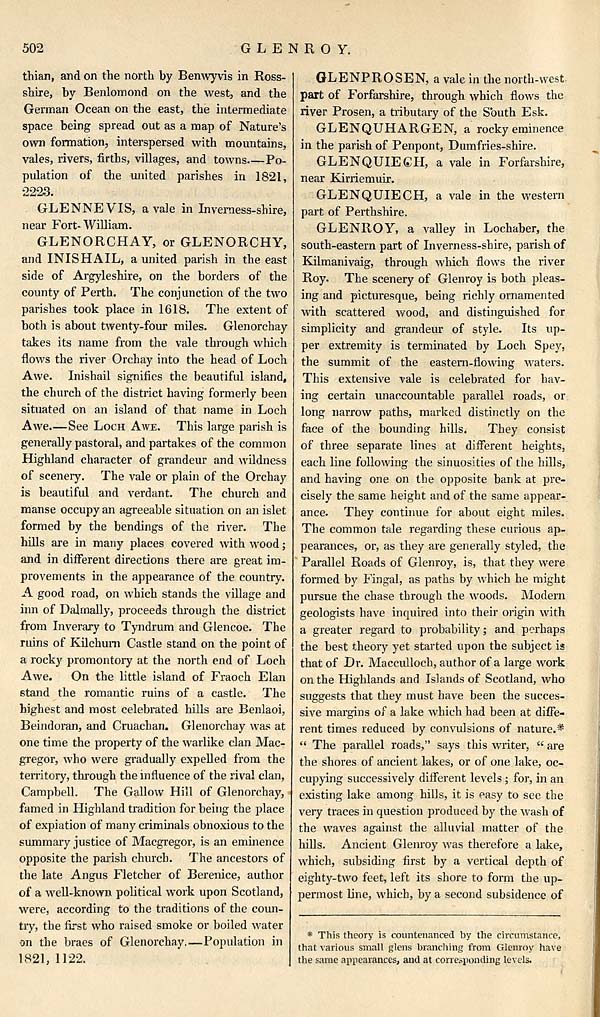 502
GLENROY.
thian, and on the north by Benwyvis in Ross-
shire, by Benlomond on the west, and the
German Ocean on the east, the intermediate
space being spread out as a map of Nature's
own formation, interspersed with mountains,
vales, rivers, firths, villages, and towns.—Po-
pulation of the united parishes in 1821,
2223.
GLENNEVIS, a vale in Inverness-shire,
near Fort-William.
GLENORCHAY, or GLENORCHY,
and INISHAIL, a united parish in the east
side of Argyleshire, on the borders of the
county of Perth. The conjunction of the two
parishes took place in 1618. The extent of
both is about twenty-four miles. Glenorchay
takes its name from the vale through which
flows the river Orchay into the head of Loch
Awe. Inishail signifies the beautiful island,
the church of the district having formerly been
situated on an island of that name in Loch
Awe.—See LOCH AWE. This large parish is
generally pastoral, and partakes of the common
Highland character of grandeur and wildness
of scenery. The vale or plain of the Orchay
is beautiful and verdant. The church and
manse occupy an agreeable situation on an islet
formed by the bendings of the river. The
hills are in many places covered with wood;
and in different directions there are great im-
provements in the appearance of the country.
A good road, on which stands the village and
inn of Dalmally, proceeds through the district
from Inverary to Tyndrum and Glencoe. The
ruins of Kilchurn Castle stand on the point of
a rocky promontory at the north end of Loch
Awe. On the little island of Fraoch Elan
stand the romantic ruins of a castle. The
highest and most celebrated hills are Benlaoi,
Beindoran, and Cruachan. Glenorchay was at
one time the property of the warlike clan Mac-
gregor, who were gradually expelled from the
territory, through the influence of the rival clan,
Campbell. The Gallow Hill of Glenorchay,
famed in Highland tradition for being the place
of expiation of many criminals obnoxious to the
summary justice of Macgregor, is an eminence
opposite the parish church. The ancestors of
the late Angus Fletcher of Berenice, author
of a well-known political work upon Scotland,
were, according to the traditions of the coun-
try, the first who raised smoke or boiled water
on the braes of Glenorchay.—Population in
1821, 1122.
GLENPROSEN, a vale in the north-west
part of Forfarshire, through which flows the
river Prosen, a tributary of the South Esk.
GLENQUHARGEN, a rocky eminence
in the parish of Penpont, Dumfries-shire.
GLENQUIECH, a vale in Forfarshire,
near Kirriemuir.
GLENQUIECH, a vale in the western
part of Perthshire.
GLENROY, a valley in Lochaber, the
south-eastern part of Inverness-shire, parish of
Kilmanivaig, through which flows the river
Roy. The scenery of Glenroy is both pleas-
ing and picturesque, being richly ornamented
with scattered wood, and distinguished for
simplicity and grandeur of style. Its up-
per extremity is terminated by Loch Spey,
the summit of the eastern-flowing waters.
This extensive vale is celebrated for hav-
ing certain unaccountable parallel roads, or
long narrow paths, marked distinctly on the
face of the bounding hills. They consist
of three separate lines at different heights,
each line following the sinuosities of the hills,
and having one on the opposite bank at pre-
cisely the same height and of the same appear-
ance. They continue for about eight miles.
The common tale regarding these curious ap-
pearances, or, as they are generally styled, the
Parallel Roads of Glenroy, is, that they were
formed by Fingal, as paths by which he might
pursue the chase through the woods. Modern
geologists have inquired into their origin with
a greater regard to probability; and perhaps
the best theory yet started upon the subject is
that of Dr. Macculloch, author of a large work
on the Highlands and Islands of Scotland, who
suggests that they must have been the succes-
sive margins of a lake which had been at diffe-
rent times reduced by convulsions of nature.*
" The parallel roads," says this writer, " are
the shores of ancient lakes, or of one lake, oc-
cupying successively different levels; for, in an
existing lake among hills, it is easy to see the
very traces in question produced by the wash of
the waves against the alluvial matter of the
hills. Ancient Glenroy was therefore a lake,
which, subsiding first by a vertical depth of
eighty-two feet, left its shore to form the up-
permost line, which, by a second subsidence of
* This theory is countenanced by the circumstance,
that various small glens branching from Glenroy have
the same appearances, and at corresponding levels.